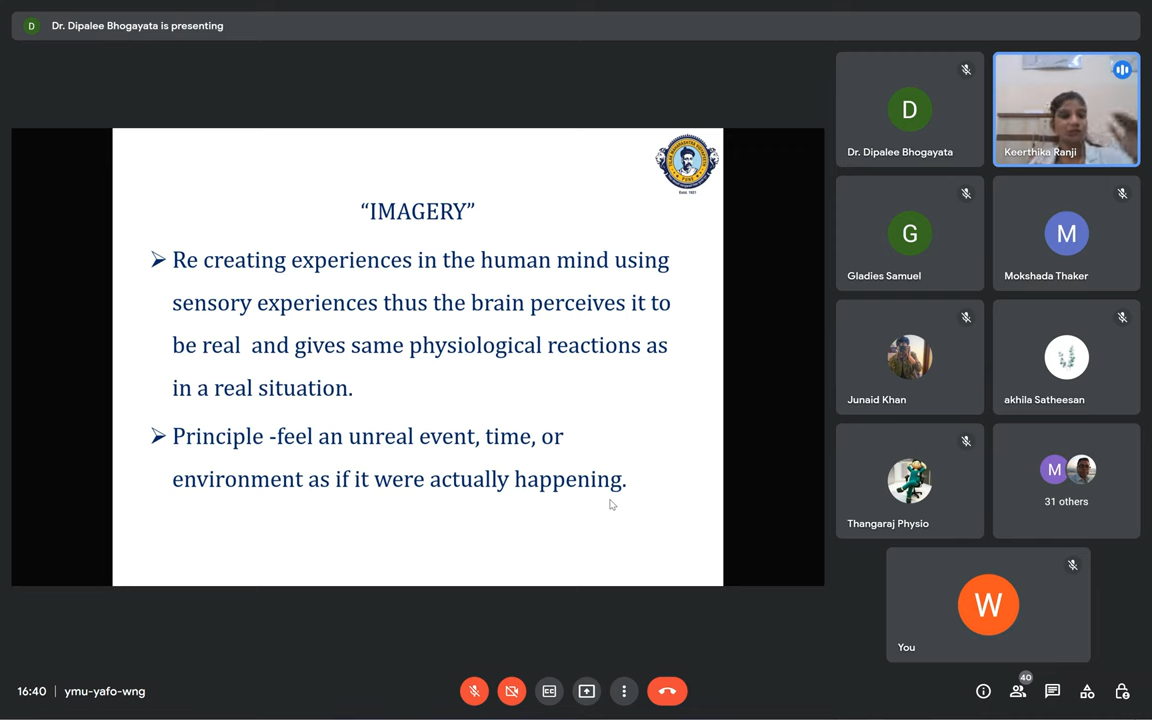 D
Dr. Dipalee Bhogayata is presenting
“IMAGERY”
➢ Re creating experiences in the human mind using
sensory experiences thus the brain perceives it to
be real and gives same physiological reactions as
in a real situation.
➢ Principle -feel an unreal event, time, or
environment as if it were actually happening.
D
Dr. Dipalee Bhogayata
Keerthika Ranji
G
Gladies Samuel
M
Mokshada Thaker
Junaid Khan
akhila Satheesan
Thangaraj Physio
M
31 others
W
You
16:40 | ymu-yafo-wng
CC
40